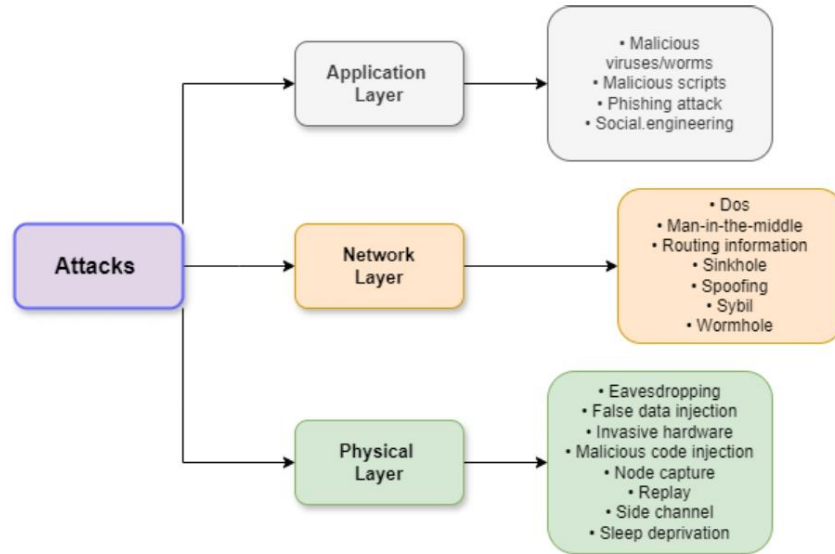 Application
Layer
• Malicious
viruses/worms
• Malicious scripts
• Phishing attack
• Social.engineering
Attacks
Network
Layer
• Dos
• Man-in-the-middle
• Routing information
• Sinkhole
• Spoofing
• Sybil
• Wormhole
Physical
Layer
• Eavesdropping
• False data injection
• Invasive hardware
• Malicious code injection
• Node capture
• Replay
• Side channel
• Sleep deprivation